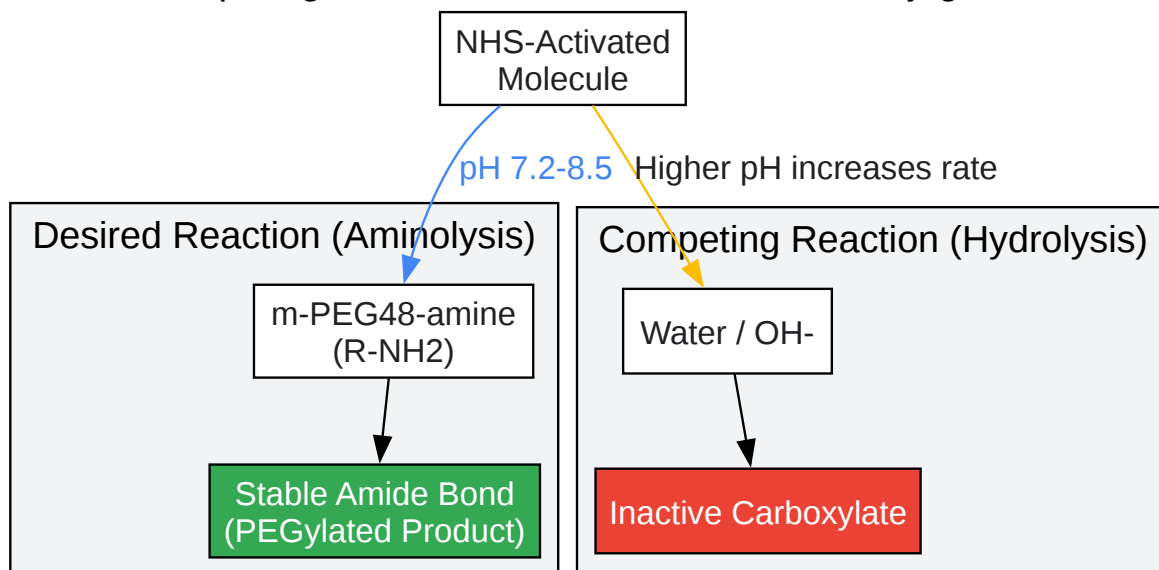 NHS-Activated
Molecule
pH 7.2-8.5
Higher pH increases rate
Desired Reaction (Aminolysis)
Competing Reaction (Hydrolysis)
m-PEG48-amine
(R-NH2)
Water / OH-
Stable Amide Bond
(PEGylated Product)
Inactive Carboxylate